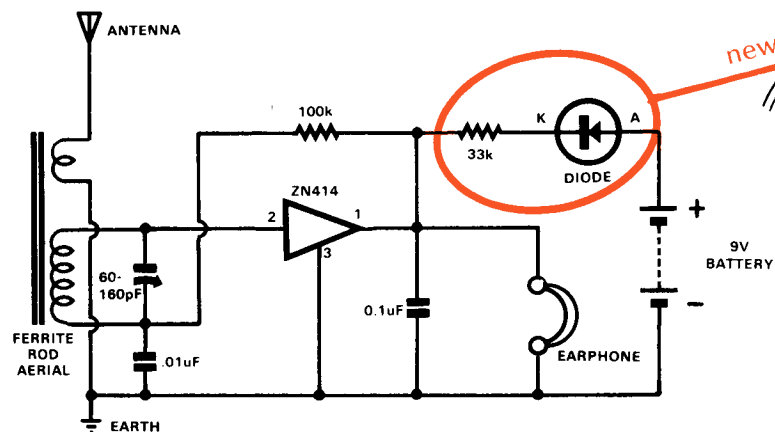 ANTENNA
new
100k
33k
K
A
DIODE
ZN414
2
1
3
+
9V
BATTERY
-
60-
160pF
0.1uF
FERRITE
ROD
AERIAL
.01uF
EARPHONE
EARTH